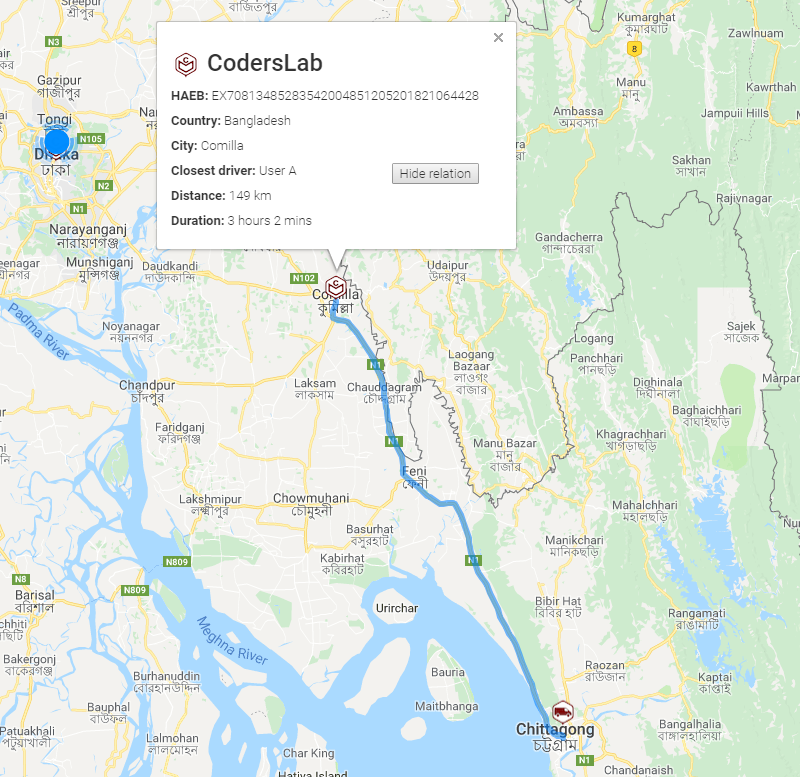 Sreepur
শ্রীপুর
বাজিতপুর
Kumarghat
কুমারঘাট
Zawlnuam
N3
8
Gazipur
গাজীপুর
CodersLab
HAEB: EX708134852835420048512052018210644​28
Country: Bangladesh
City: Comilla
Closest driver: User A
Hide relation
Distance: 149 km
Duration: 3 hours 2 mins
Manu
মানু
Kawrthah
Ambassa
অমবস্যা
Jampuii Hills
Tongi
N105
Dhaka
ঢাকা
Sakhan
সাখান
N2
N1
Rajivnagar
Narayanganj
নারায়ণগঞ্জ
Gandacherra
গান্দাচেররা
Munshiganj
মুন্সিগঞ্জ
Daudkandi
দাউদকান্দি
Udaipur
উদয়পুর
N102
Comilla
কুমিল্লা
Padma River
Noyanagar
নয়ননগর
Sajek
সাজেক
Logang
লোগাং
Laogang
Bazaar
লাওগং
বাজার
Panchhari
পানছড়ি
N1
Chandpur
চাঁদপুর
Laksam
লাকসাম
Chauddagram
চৌদ্দগ্রাম
Dighinala
দিঘীনালা
Marpara
Baghaichhari
বাঘাইছড়ি
Faridganj
ফরিদগঞ্জ
N1
Manu Bazar
মানু
বাজার
Khagrachhari
খাগড়াছড়ি
Feni
ফেনী
Lakshmipur
লক্ষ্মীপুর
Chowmuhani
চৌমুহনী
Mahalchhari
মহালছড়ি
Basurhat
বসুরহাট
Manikchari
মানিকছড়ি
Kabirhat
কবিরহাট
N809
N1
N8
N809
Barisal
বরিশাল
Urirchar
Bibir Hat
বিবির হাট
Rangamati
রাঙ্গামাটি
Meghna River
Bakergonj
বাকেরগঞ্জ
Burhanuddin
বোরহানউদ্দিন
Bauria
Raozan
রাউজান
Kaptai
কাপ্তাই
Bauphal
বাউফল
Maitbhanga
Patuakhali
পটুয়াখালী
Lalmohan
লালমোহন
Chittagong
চট্টগ্রাম
Bangalhalia
বাঙ্গালহালিয়া
Char King
N1
Chandanaish
Hatiya Island